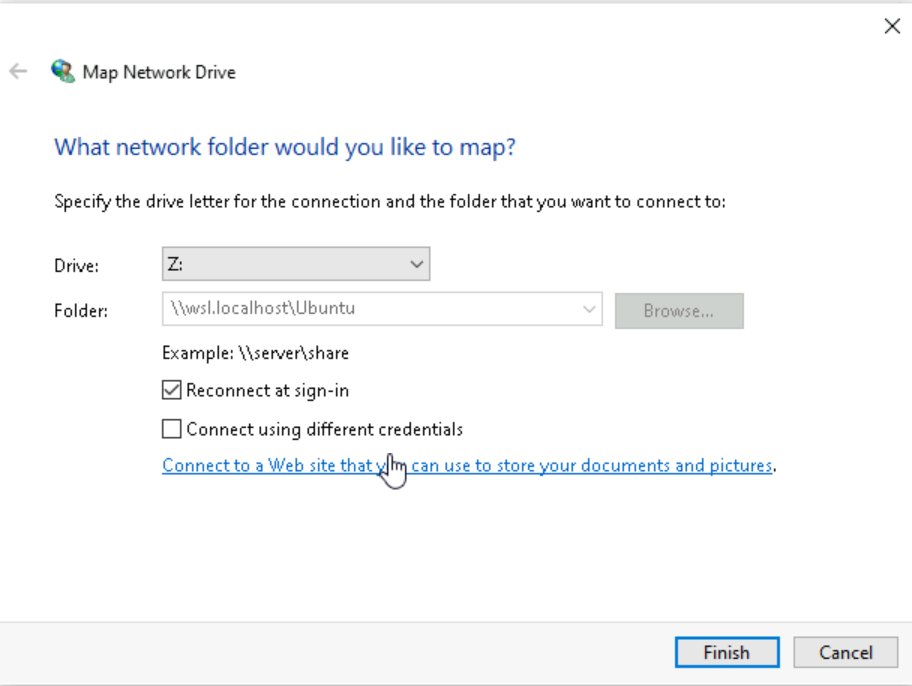 Map Network Drive
What network folder would you like to map?
Specify the drive letter for the connection and the folder that you want to connect to:
Drive: Z:
Folder: \\wsl.localhost\Ubuntu Browse...
Example: \\server\share
Reconnect at sign-in
Connect using different credentials
Connect to a Web site that you can use to store your documents and pictures.
Finish Cancel